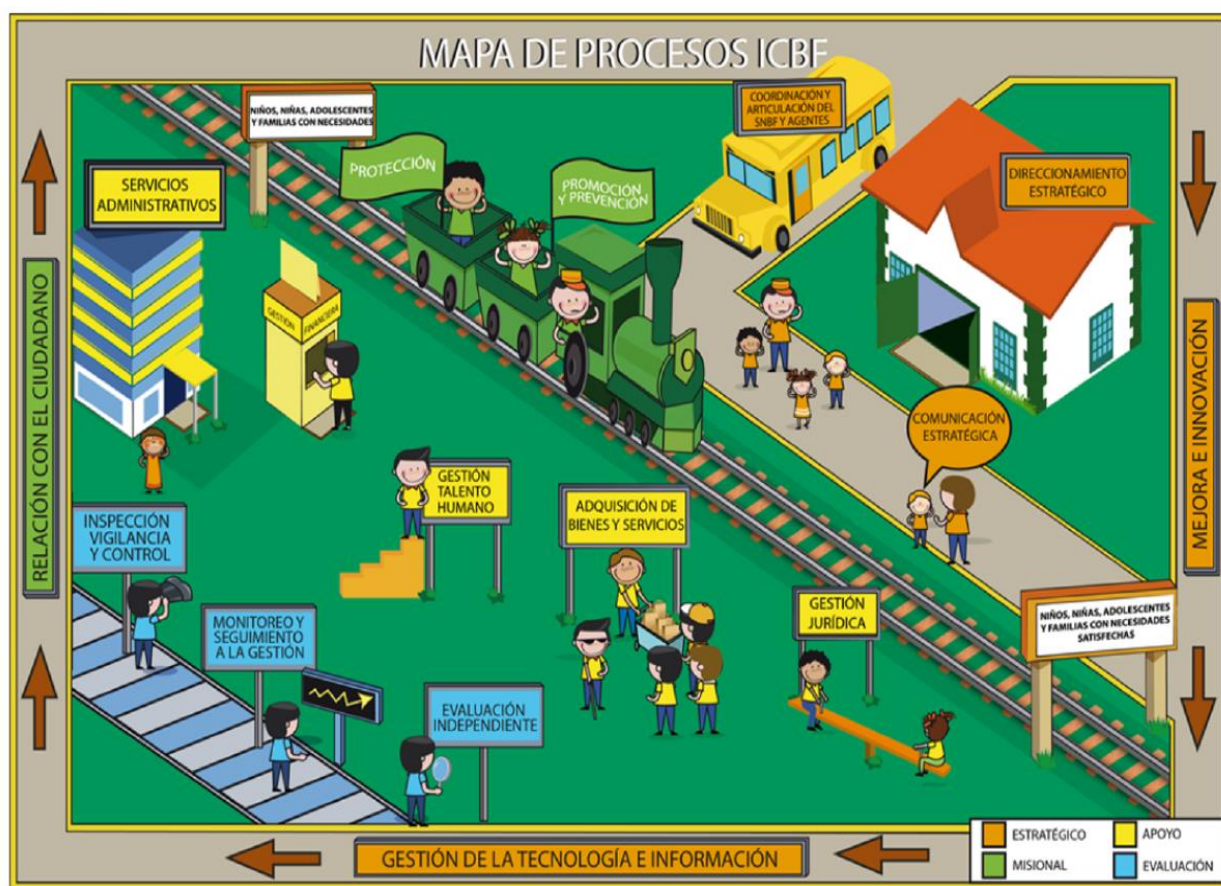 MAPA DE PROCESOS ICBF
NIÑOS, NIÑAS, ADOLESCENTES
Y FAMILIAS CON NECESIDADES
COORDINACIÓN Y
ARTICULACIÓN DEL
SNBF Y AGENTES
PROTECCIÓN
PROMOCIÓN
Y PREVENCIÓN
SERVICIOS
ADMINISTRATIVOS
DIRECCIONAMIENTO
ESTRATÉGICO
GESTIÓN
FINANCIERA
RELACIÓN CON EL CIUDADANO
MEJORA E INNOVACIÓN
COMUNICACIÓN
ESTRATÉGICA
GESTIÓN
TALENTO
HUMANO
ADQUISICIÓN DE
BIENES Y SERVICIOS
INSPECCIÓN
VIGILANCIA
Y CONTROL
GESTIÓN
JURÍDICA
NIÑOS, NIÑAS, ADOLESCENTES
Y FAMILIAS CON NECESIDADES
SATISFECHAS
MONITOREO Y
SEGUIMIENTO
A LA GESTIÓN
EVALUACIÓN
INDEPENDIENTE
GESTIÓN DE LA TECNOLOGÍA E INFORMACIÓN
ESTRATÉGICO
APOYO
MISIONAL
EVALUACIÓN